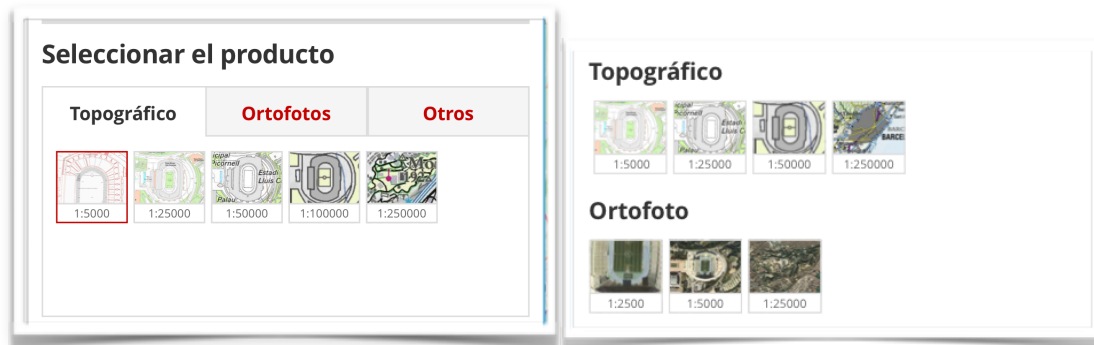 Seleccionar el producto
Topográfico Ortofotos Otros
1:5000 1:25000 1:50000 1:100000 1:250000
Topográfico
1:5000 1:25000 1:50000 1:250000
Ortofoto
1:2500 1:5000 1:25000